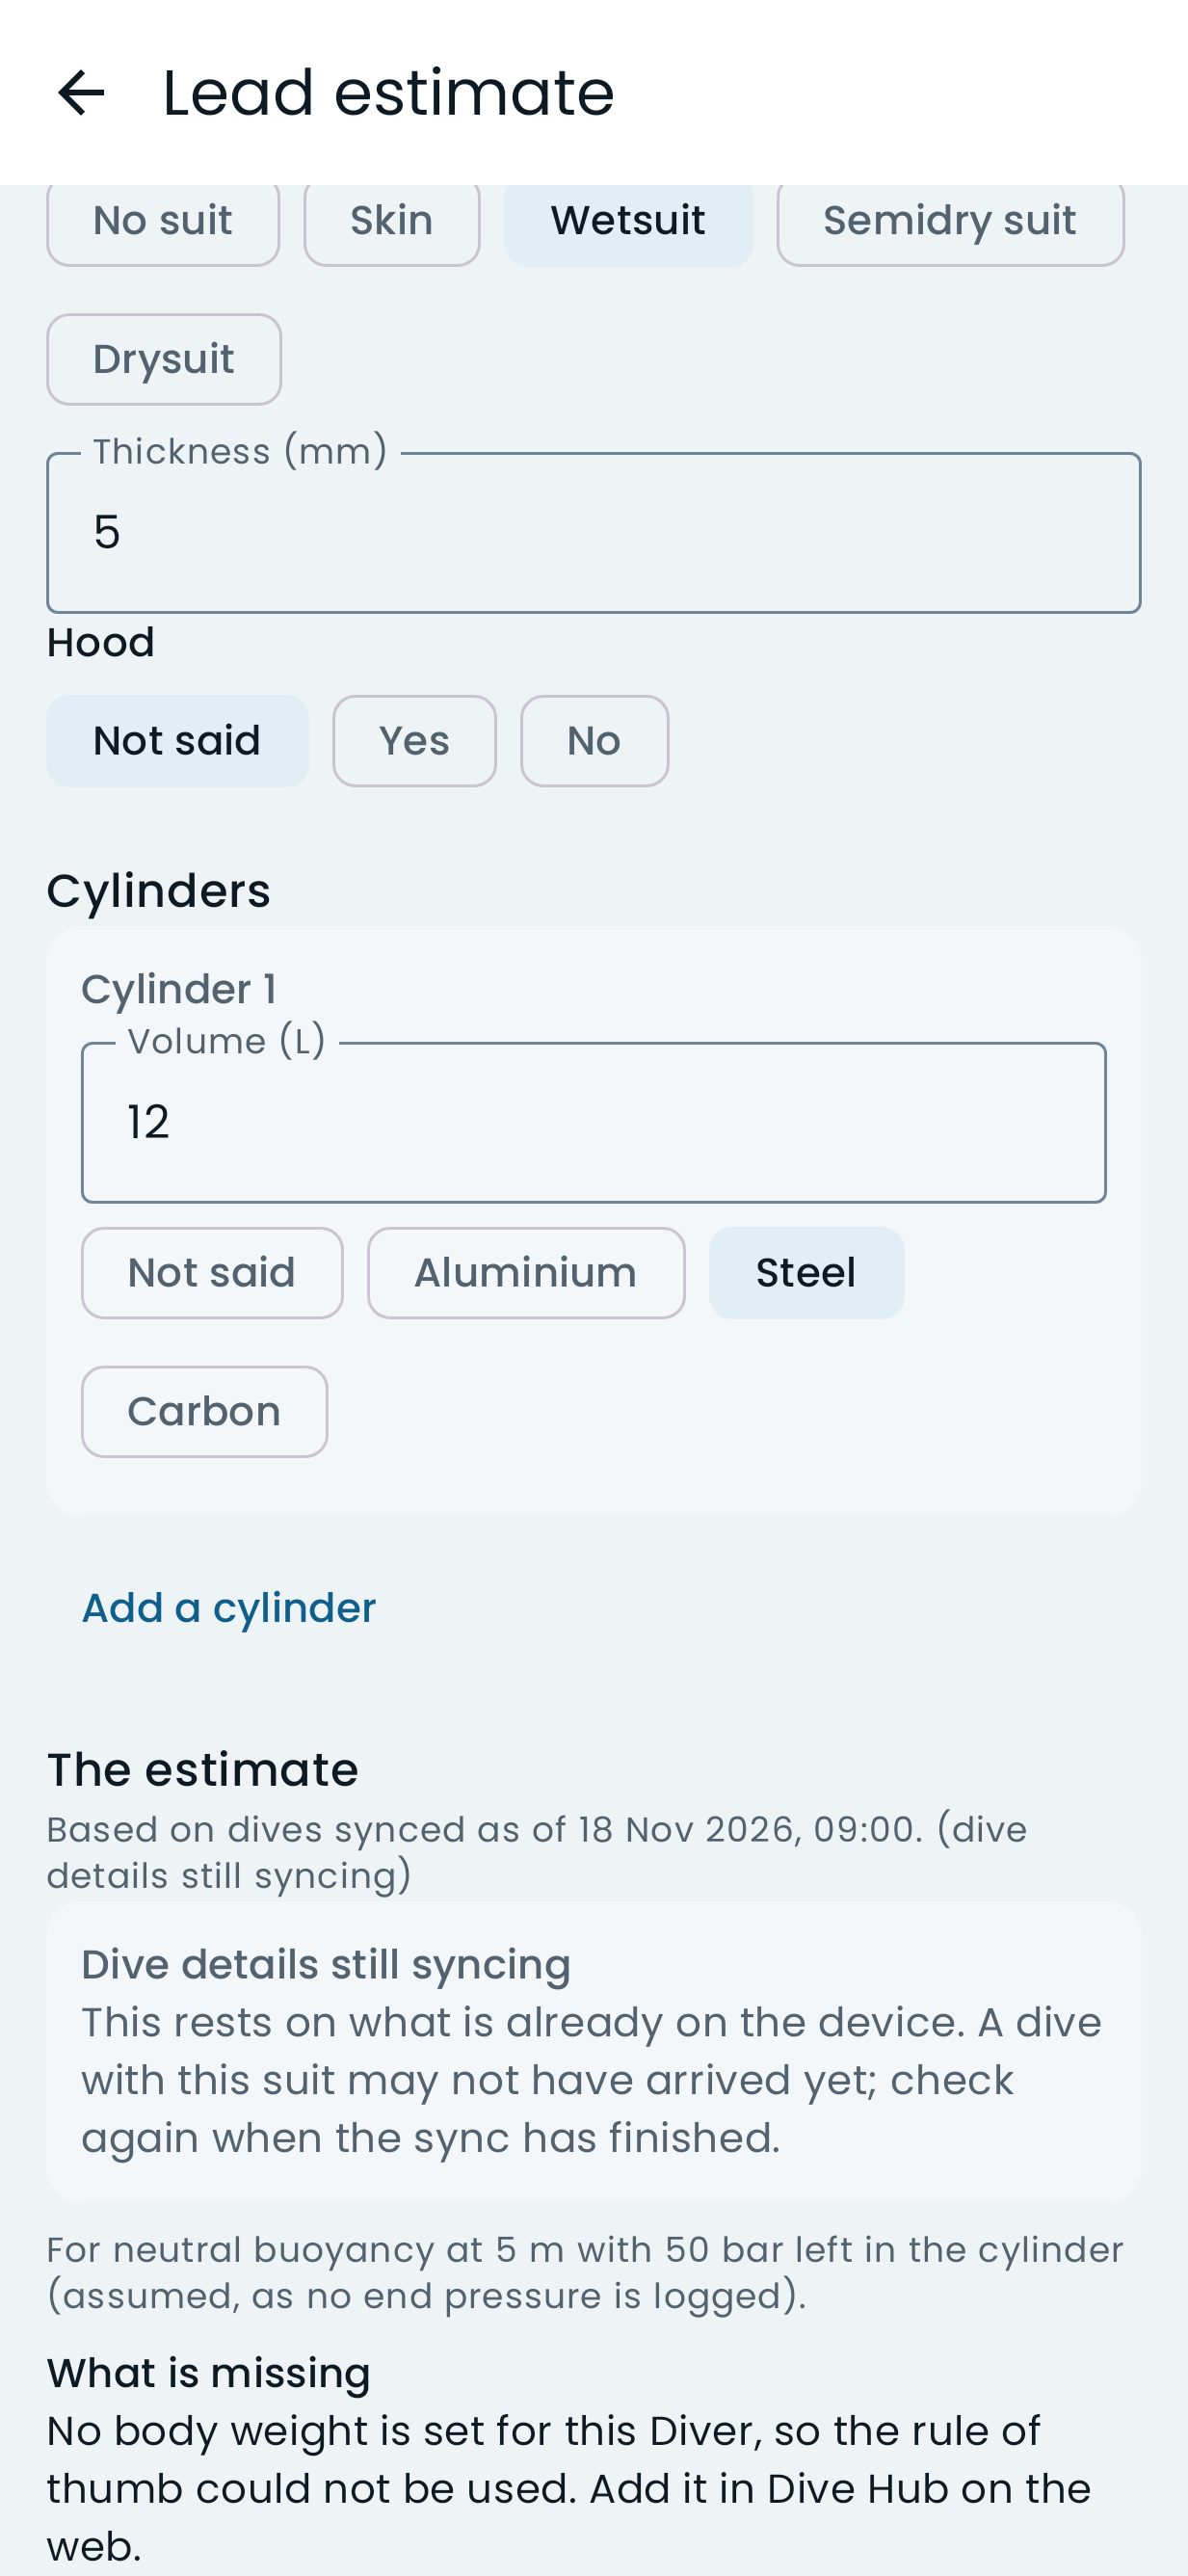 Lead estimate
No suit
Skin
Wetsuit
Semidry suit
Drysuit
Thickness (mm)
5
Hood
Not said
Yes
No
Cylinders
Cylinder 1
Volume (L)
12
Not said
Aluminium
Steel
Carbon
Add a cylinder
The estimate
Based on dives synced as of 18 Nov 2026, 09:00. (dive
details still syncing)
Dive details still syncing
This rests on what is already on the device. A dive
with this suit may not have arrived yet; check
again when the sync has finished.
For neutral buoyancy at 5 m with 50 bar left in the cylinder
(assumed, as no end pressure is logged).
What is missing
No body weight is set for this Diver, so the rule of
thumb could not be used. Add it in Dive Hub on the
web.